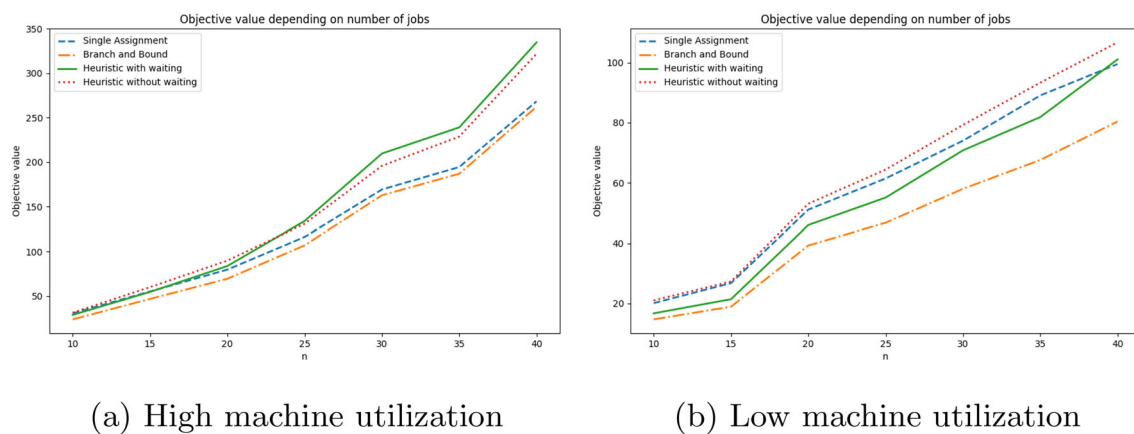 Objective value depending on number of jobs
350
300
250
200
150
100
50
Objective value
Single Assignment
Branch and Bound
Heuristic with waiting
Heuristic without waiting
10 15 20 25 30 35 40
n
(a) High machine utilization
Objective value depending on number of jobs
100
80
60
40
20
Objective value
Single Assignment
Branch and Bound
Heuristic with waiting
Heuristic without waiting
10 15 20 25 30 35 40
n
(b) Low machine utilization